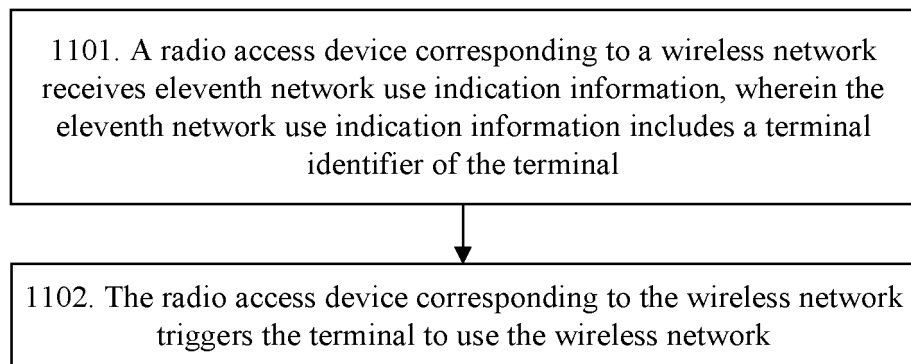 1101. A radio access device corresponding to a wireless network
receives eleventh network use indication information, wherein the
eleventh network use indication information includes a terminal
identifier of the terminal
1102. The radio access device corresponding to the wireless network
triggers the terminal to use the wireless network